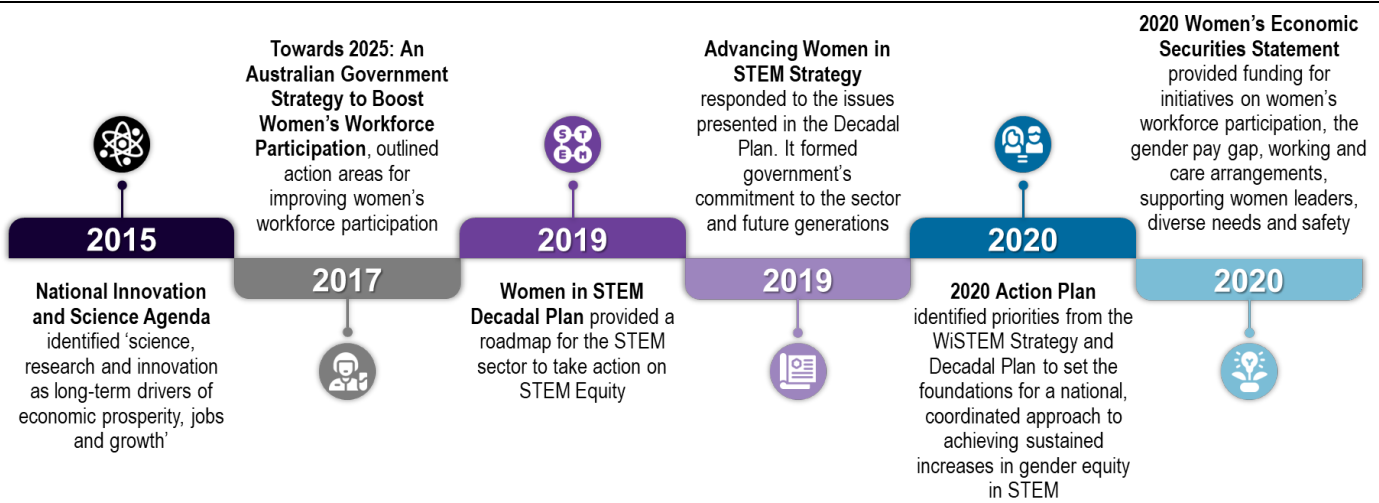 2015
National Innovation
and Science Agenda
identified ‘science,
research and innovation
as long-term drivers of
economic prosperity, jobs
and growth’
Towards 2025: An
Australian Government
Strategy to Boost
Women’s Workforce
Participation, outlined
action areas for
improving women’s
workforce participation
2017
S T
E M
2019
Women in STEM
Decadal Plan provided a
roadmap for the STEM
sector to take action on
STEM Equity
Advancing Women in
STEM Strategy
responded to the issues
presented in the Decadal
Plan. It formed
government’s
commitment to the sector
and future generations
2019
2020
2020 Action Plan
identified priorities from the
WiSTEM Strategy and
Decadal Plan to set the
foundations for a national,
coordinated approach to
achieving sustained
increases in gender equity
in STEM
2020 Women’s Economic
Securities Statement
provided funding for
initiatives on women’s
workforce participation, the
gender pay gap, working and
care arrangements,
supporting women leaders,
diverse needs and safety
2020